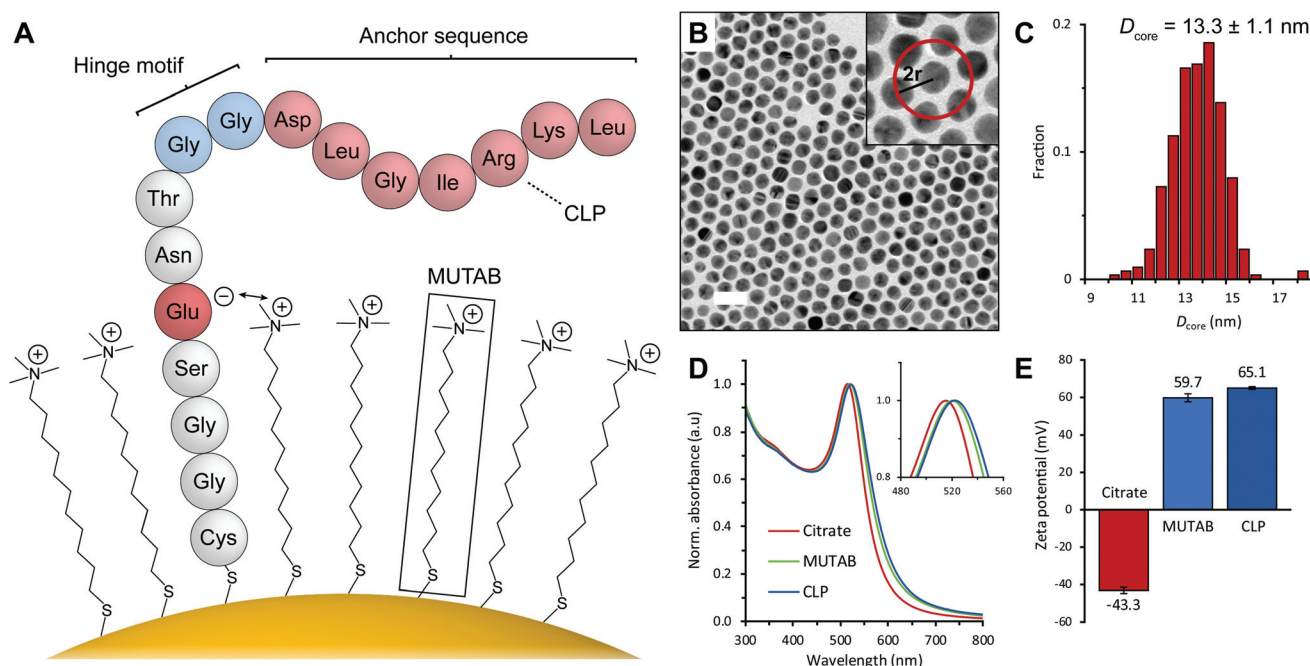 A
Anchor sequence
Hinge motif
Gly
Gly
Asp
Leu
Gly
Ile
Arg
Lys
Leu
CLP
Thr
Asn
Glu
Ser
Gly
Gly
Cys
−
MUTAB
N
+
N
+
N
+
N
+
N
+
N
+
N
+
S
S
S
S
S
S
S
S
B
2r
C
D core = 13.3 ± 1.1 nm
Fraction
0.2
0.1
0
9 11 13 15 17
D core (nm)
D
Norm. absorbance (a.u)
1.0
0.8
0.6
0.4
0.2
0.0
300 400 500 600 700 800
Wavelength (nm)
Citrate
MUTAB
CLP
1.0
0.8
480 520 560
E
Zeta potential (mV)
80
60
40
20
0
-20
-40
-60
Citrate
-43.3
59.7
MUTAB
65.1
CLP